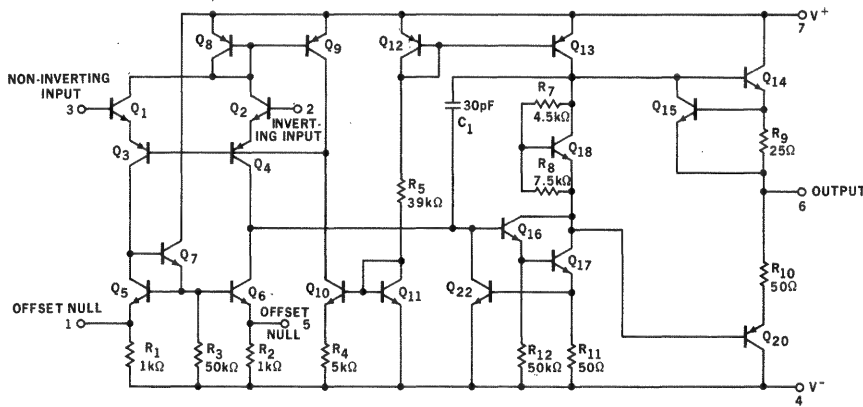 V+
7
Q8
Q9
Q12
Q13
Q14
NON-INVERTING
INPUT
3
Q1
Q2
2
INVERT-
ING INPUT
30pF
C1
R7
4.5kΩ
Q15
R9
25Ω
Q3
Q4
Q18
R8
7.5kΩ
R5
39kΩ
OUTPUT
6
Q7
Q16
Q17
R10
50Ω
Q5
Q6
Q10
Q11
Q22
OFFSET NULL
1
OFFSET
NULL
5
Q20
R1
1kΩ
R3
50kΩ
R2
1kΩ
R4
5kΩ
R12
50kΩ
R11
50Ω
V-
4